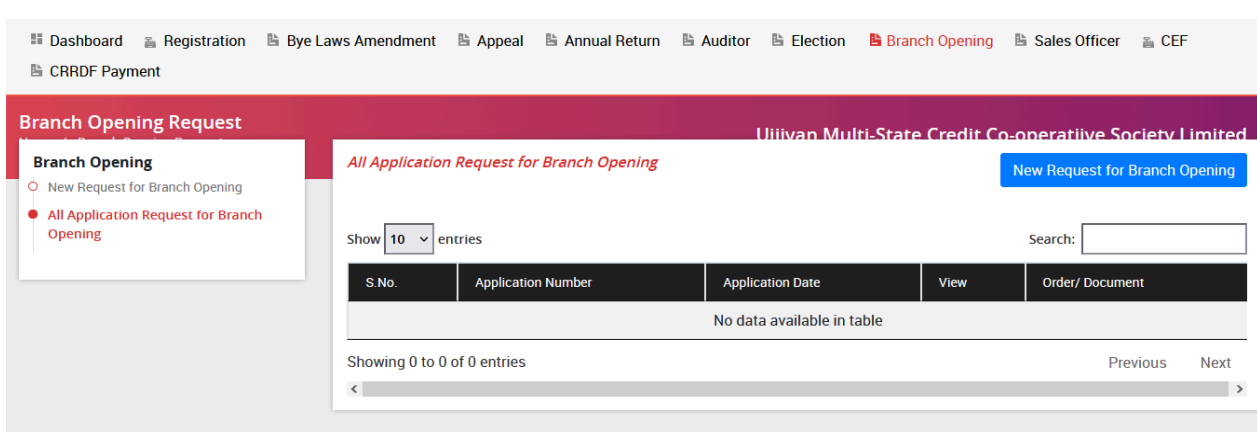 Dashboard Registration Bye Laws Amendment Appeal Annual Return Auditor Election Branch Opening Sales Officer CEF
CRRDF Payment
Branch Opening Request
Ujjivan Multi-State Credit Co-operatiive Society Limited
Branch Opening
New Request for Branch Opening
All Application Request for Branch
Opening
All Application Request for Branch Opening
New Request for Branch Opening
Show 10 entries
Search:
S.No. Application Number Application Date View Order/ Document
No data available in table
Showing 0 to 0 of 0 entries
Previous Next